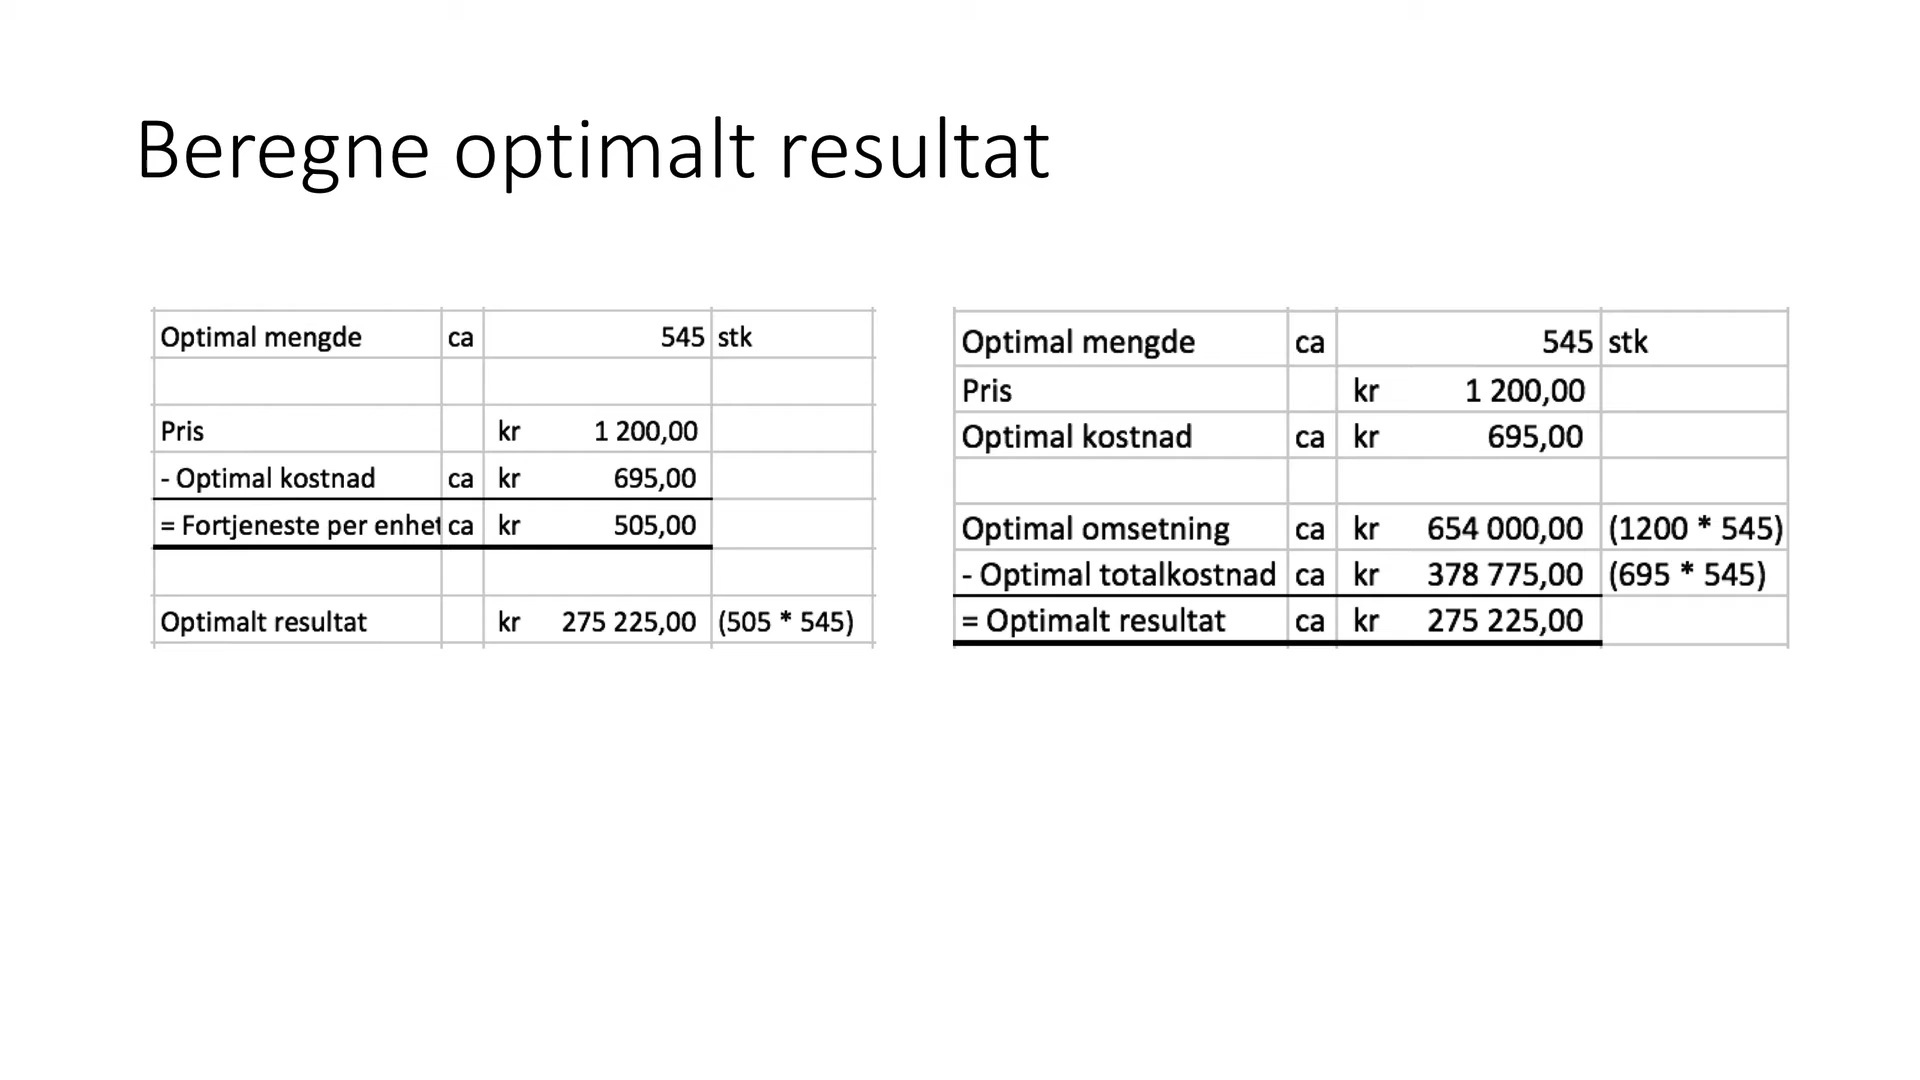 Beregne optimalt resultat
Optimal mengde ca 545 stk
Pris kr 1 200,00
- Optimal kostnad ca kr 695,00
= Fortjeneste per enhet ca kr 505,00
Optimalt resultat kr 275 225,00 (505 * 545)
Optimal mengde ca 545 stk
Pris kr 1 200,00
Optimal kostnad ca kr 695,00
Optimal omsetning ca kr 654 000,00 (1200 * 545)
- Optimal totalkostnad ca kr 378 775,00 (695 * 545)
= Optimalt resultat ca kr 275 225,00